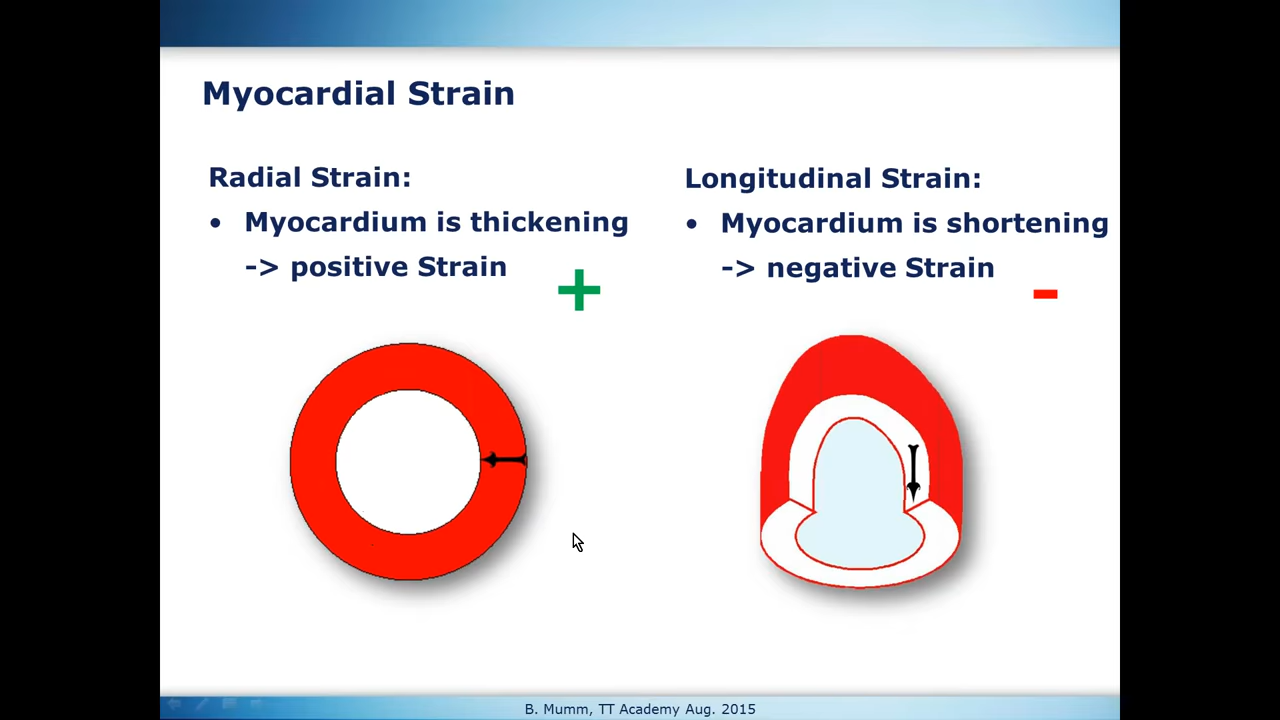 Myocardial Strain
Radial Strain:
• Myocardium is thickening
-> positive Strain
+
Longitudinal Strain:
• Myocardium is shortening
-> negative Strain
-
B. Mumm, TT Academy Aug. 2015